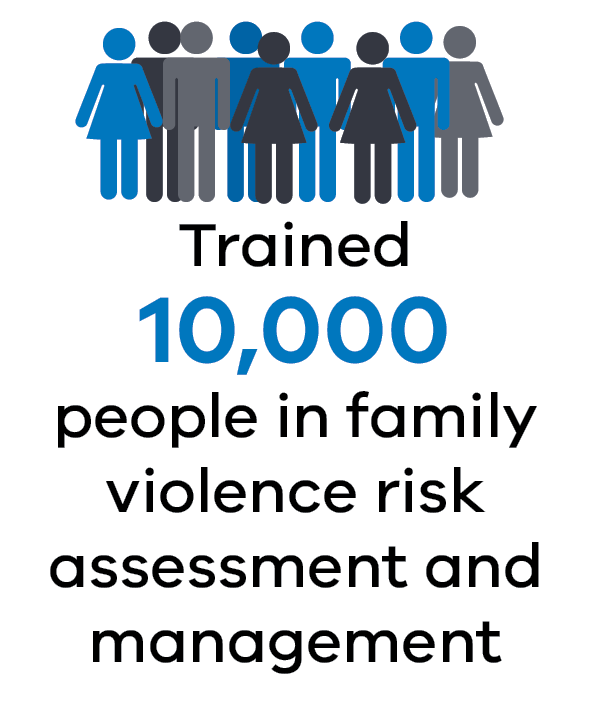 Trained
10,000
people in family
violence risk
assessment and
management